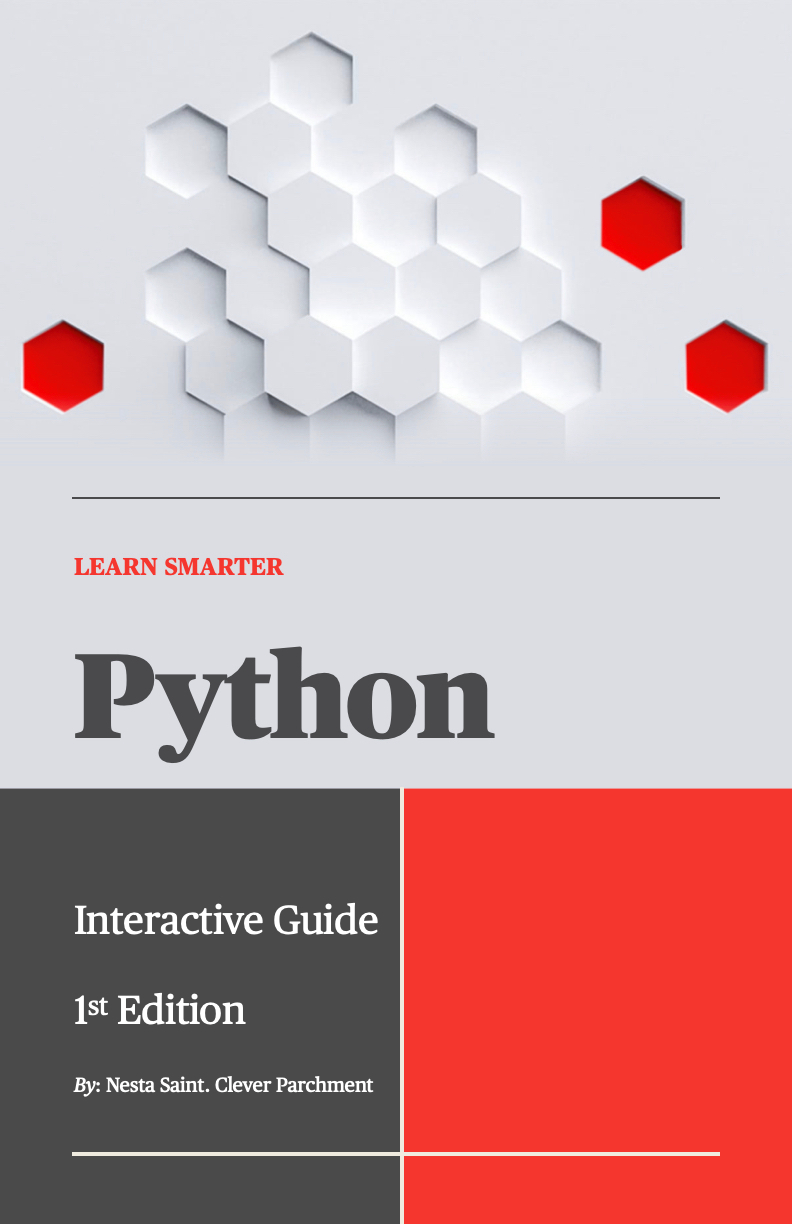 LEARN SMARTER
Python
Interactive Guide
1st Edition
By: Nesta Saint. Clever Parchment